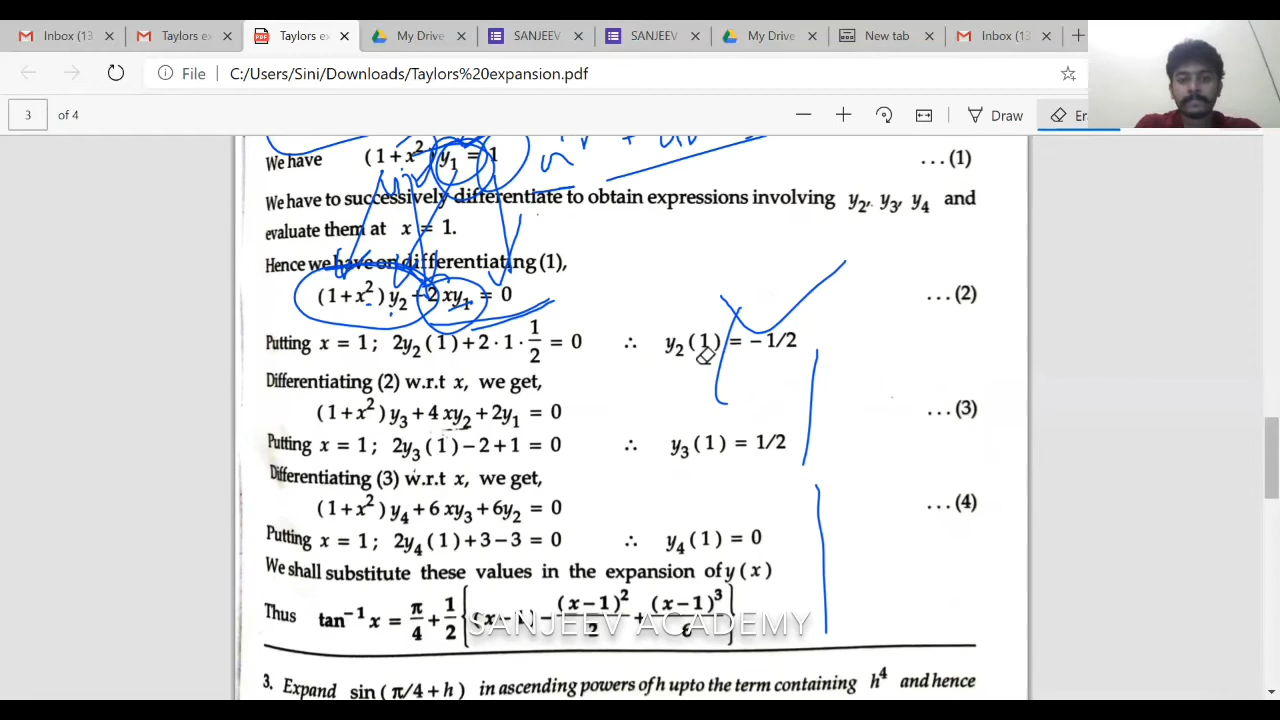 Inbox (13 Taylors ex Taylors ex My Drive SANJEEV SANJEEV My Drive New tab Inbox (13
File C:/Users/Sini/Downloads/Taylors%20expansion.pdf
3 of 4 Draw Er
We have (1+x²)y₁ = 1 ...(1)
We have to successively differentiate to obtain expressions involving y₂, y₃, y₄ and
evaluate them at x = 1.
Hence we have on differentiating (1),
(1+x²)y₂ + 2xy₁ = 0 ...(2)
Putting x = 1; 2y₂(1)+2·1·1/2 = 0 ∴ y₂(1) = −1/2
Differentiating (2) w.r.t x, we get,
(1+x²)y₃ + 4xy₂ + 2y₁ = 0 ...(3)
Putting x = 1; 2y₃(1)−2+1 = 0 ∴ y₃(1) = 1/2
Differentiating (3) w.r.t x, we get,
(1+x²)y₄ + 6xy₃ + 6y₂ = 0 ...(4)
Putting x = 1; 2y₄(1)+3−3 = 0 ∴ y₄(1) = 0
We shall substitute these values in the expansion of y(x)
Thus tan⁻¹x = π/4 + 1/2 { (x−1) − (x−1)²/2 + (x−1)³/6 }
SANJEEV ACADEMY
3. Expand sin(π/4+h) in ascending powers of h upto the term containing h⁴ and hence